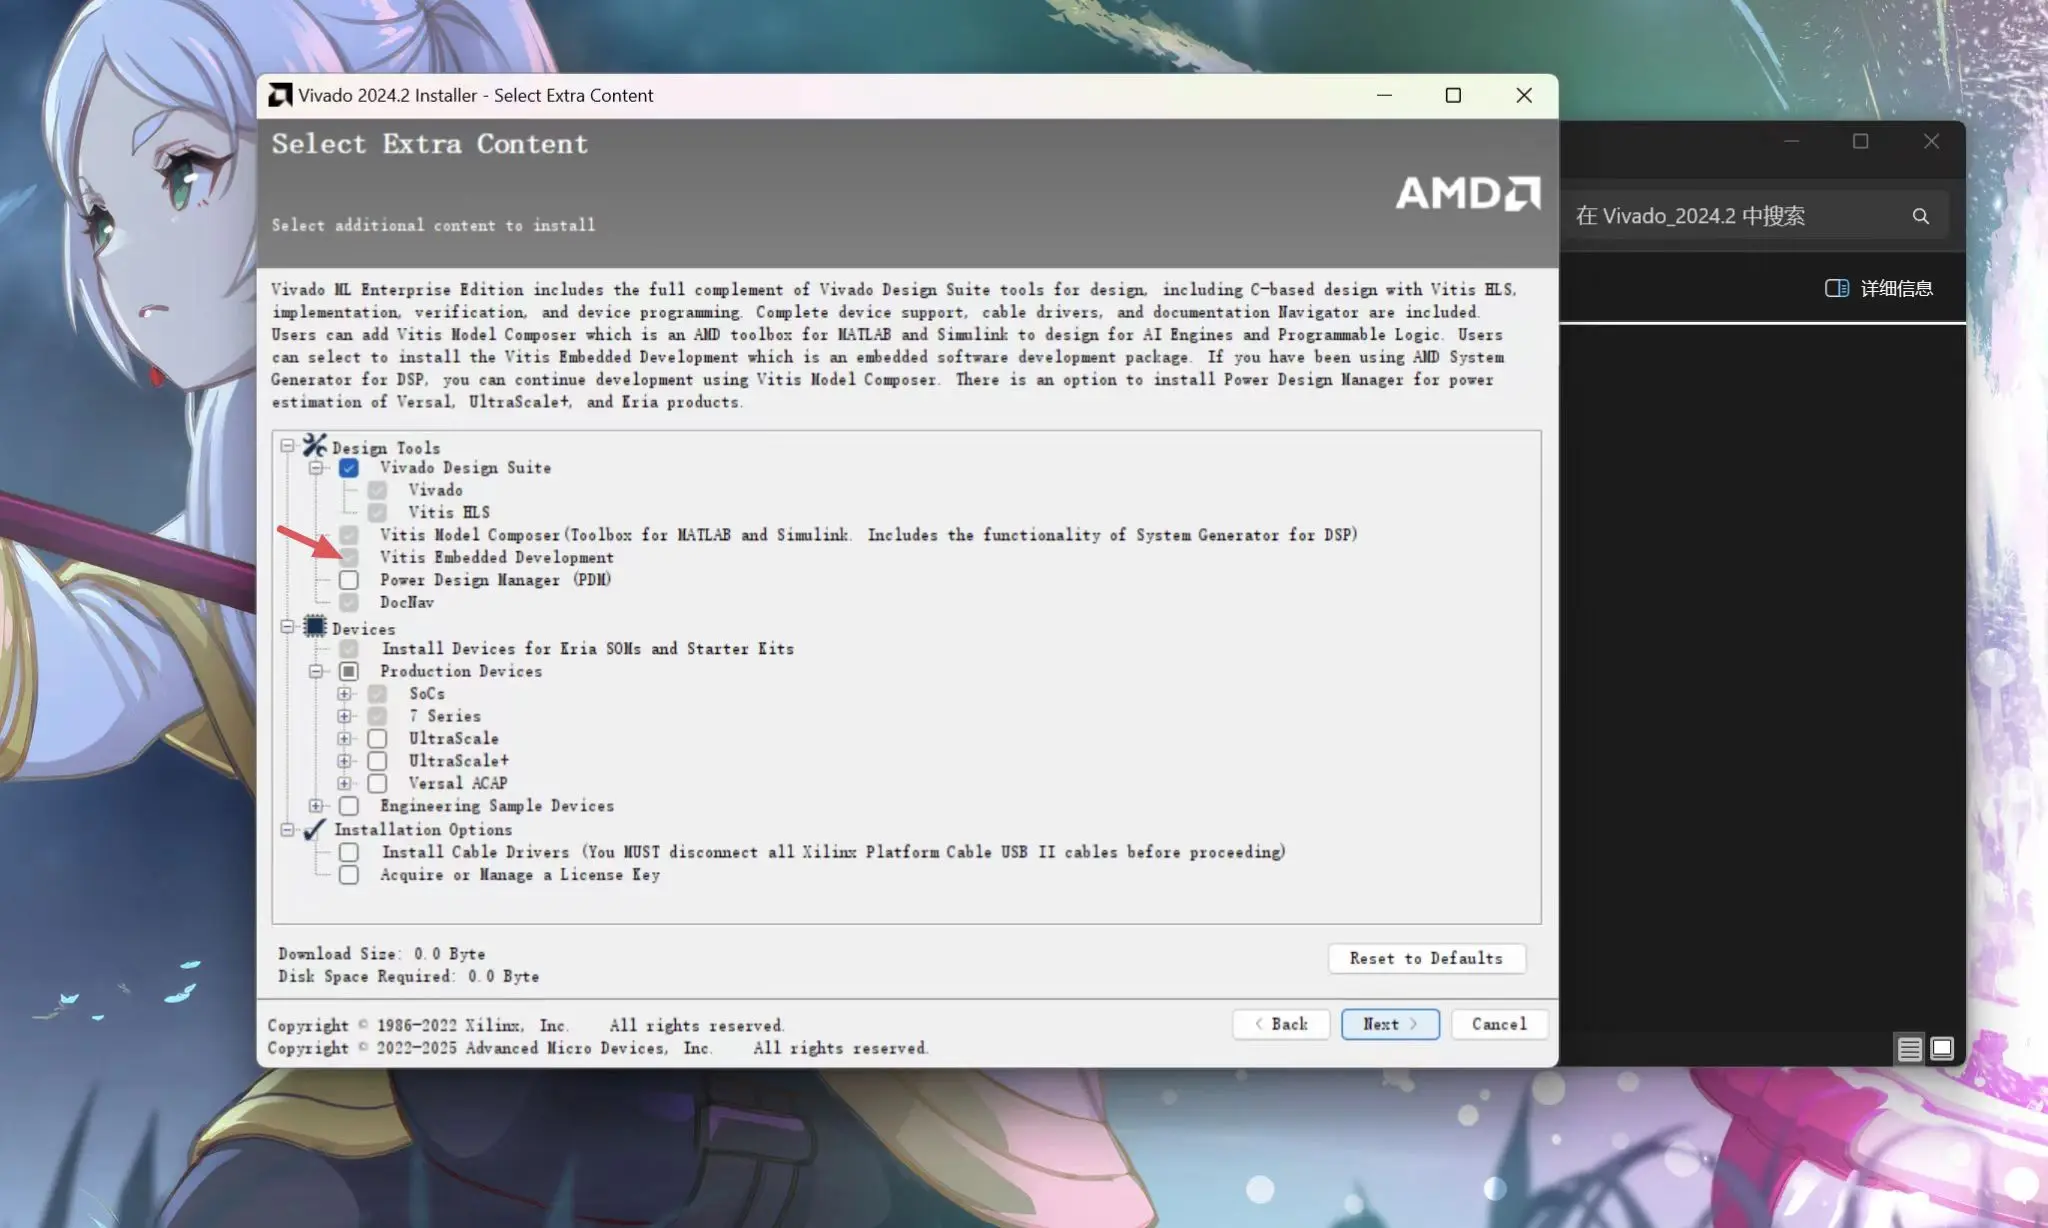 Vivado 2024.2 Installer - Select Extra Content
Select Extra Content
AMD
Select additional content to install
在 Vivado_2024.2 中搜索
详细信息
Vivado ML Enterprise Edition includes the full complement of Vivado Design Suite tools for design, including C-based design with Vitis HLS,
implementation, verification, and device programming. Complete device support, cable drivers, and documentation Navigator are included.
Users can add Vitis Model Composer which is an AMD toolbox for MATLAB and Simulink to design for AI Engines and Programmable Logic. Users
can select to install the Vitis Embedded Development which is an embedded software development package. If you have been using AMD System
Generator for DSP, you can continue development using Vitis Model Composer. There is an option to install Power Design Manager for power
estimation of Versal, UltraScale+, and Kria products.
Design Tools
Vivado Design Suite
Vivado
Vitis HLS
Vitis Model Composer(Toolbox for MATLAB and Simulink. Includes the functionality of System Generator for DSP)
Vitis Embedded Development
Power Design Manager (PDM)
DocNav
Devices
Install Devices for Kria SOMs and Starter Kits
Production Devices
SoCs
7 Series
UltraScale
UltraScale+
Versal ACAP
Engineering Sample Devices
Installation Options
Install Cable Drivers (You MUST disconnect all Xilinx Platform Cable USB II cables before proceeding)
Acquire or Manage a License Key
Download Size: 0.0 Byte
Disk Space Required: 0.0 Byte
Reset to Defaults
Copyright © 1986-2022 Xilinx, Inc. All rights reserved.
Copyright © 2022-2025 Advanced Micro Devices, Inc. All rights reserved.
< Back
Next >
Cancel